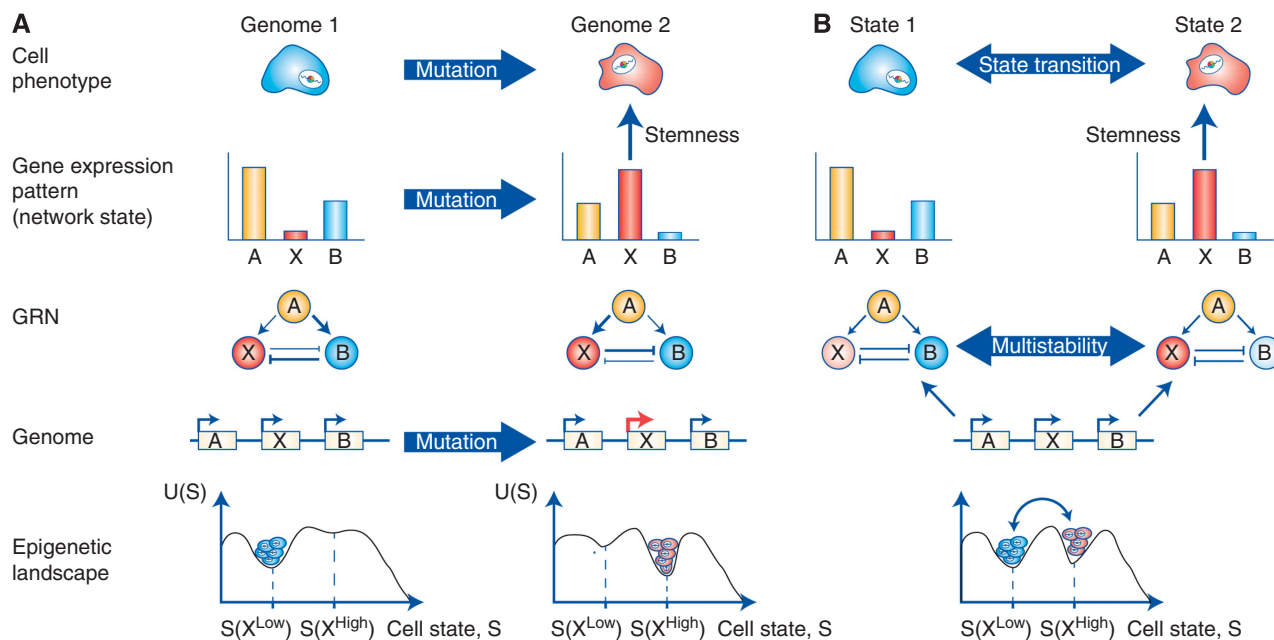 A
Genome 1
Genome 2
B
State 1
State 2
Cell
phenotype
Mutation
State transition
Stemness
Stemness
Gene expression
pattern
(network state)
Mutation
A X B
A X B
A X B
A X B
GRN
A
X
B
A
X
B
A
X
B
Multistability
A
X
B
Genome
A X B
Mutation
A X B
A X B
U(S)
U(S)
Epigenetic
landscape
S(X^Low) S(X^High) Cell state, S
S(X^Low) S(X^High) Cell state, S
S(X^Low) S(X^High) Cell state, S